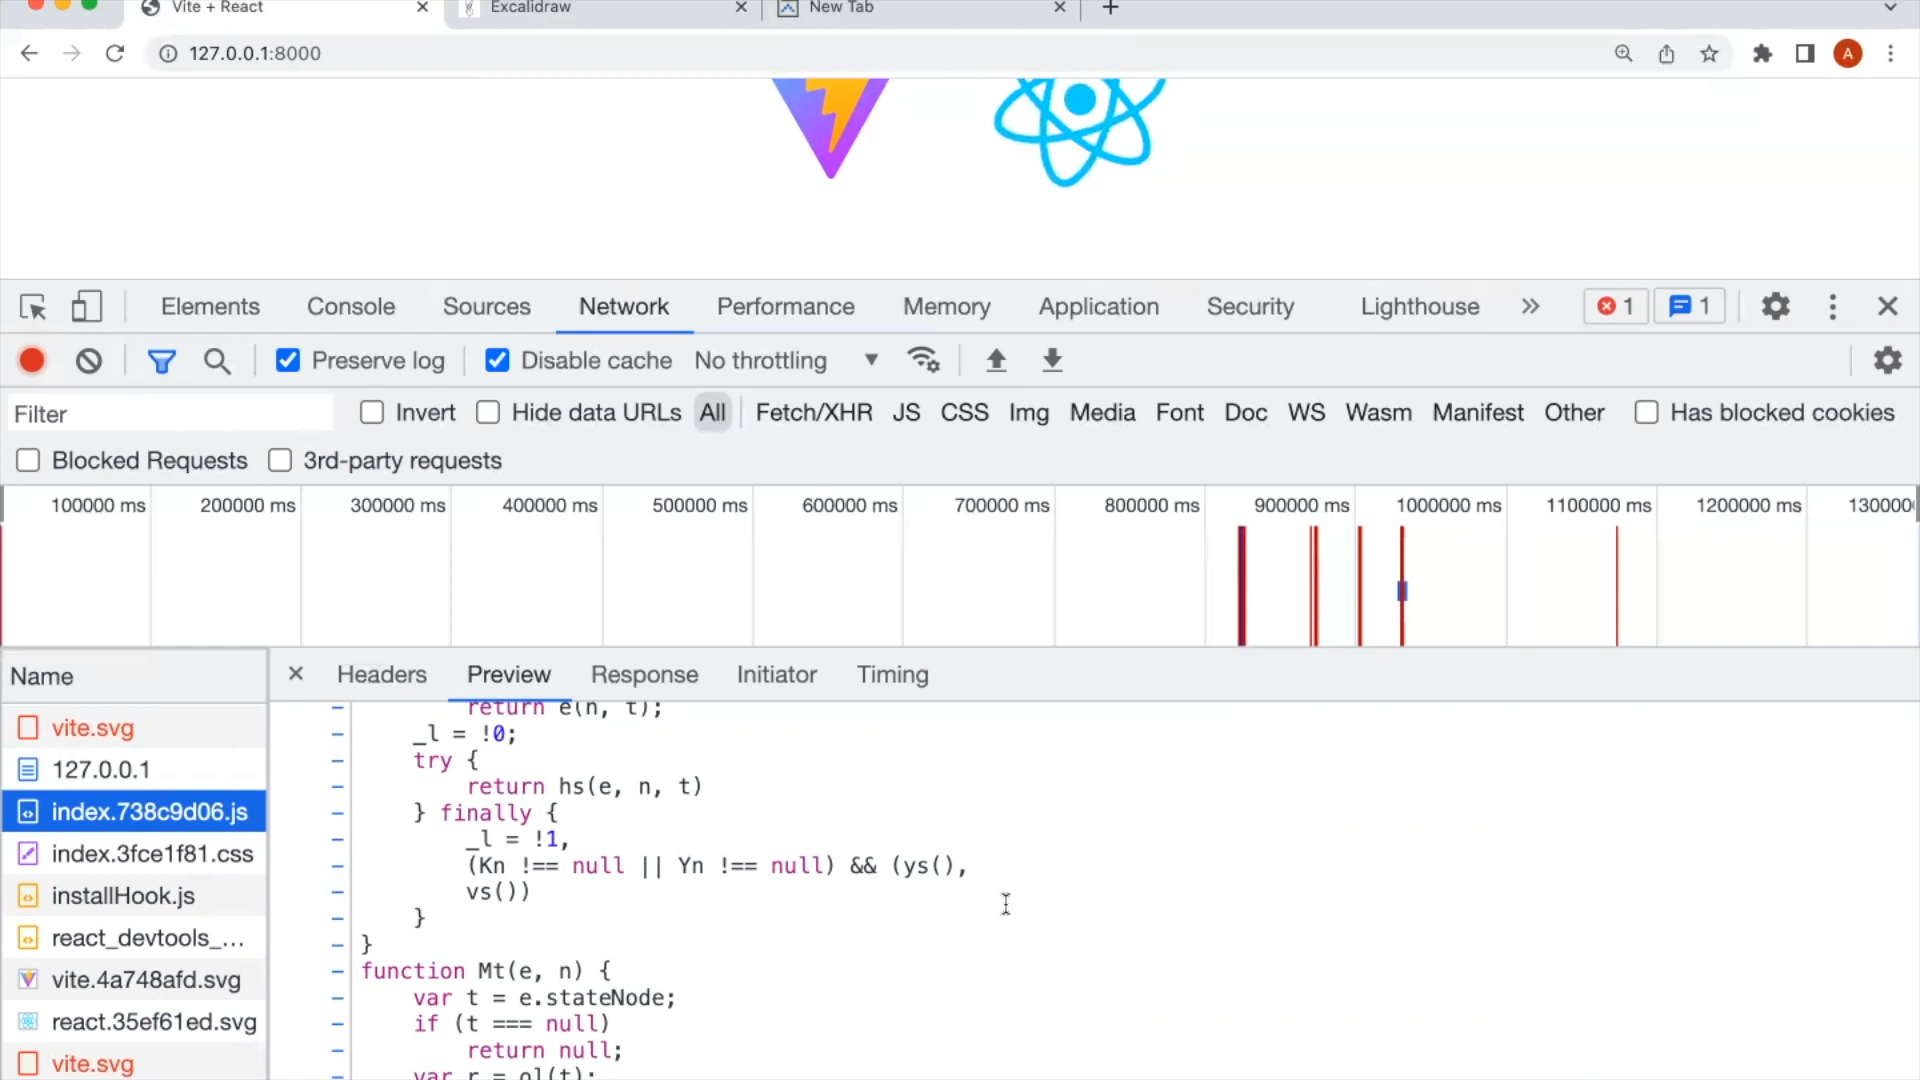 Vite + React
Excalidraw
New Tab
127.0.0.1:8000
A
Elements Console Sources Network Performance Memory Application Security Lighthouse » 1 1
Preserve log Disable cache No throttling
Filter Invert Hide data URLs All Fetch/XHR JS CSS Img Media Font Doc WS Wasm Manifest Other Has blocked cookies
Blocked Requests 3rd-party requests
100000 ms 200000 ms 300000 ms 400000 ms 500000 ms 600000 ms 700000 ms 800000 ms 900000 ms 1000000 ms 1100000 ms 1200000 ms 130000
Name
Headers Preview Response Initiator Timing
vite.svg
127.0.0.1
index.738c9d06.js
index.3fce1f81.css
installHook.js
react_devtools_...
vite.4a748afd.svg
react.35ef61ed.svg
vite.svg
return e(n, t);
_l = !0;
try {
return hs(e, n, t)
} finally {
_l = !1,
(Kn !== null || Yn !== null) && (ys(),
vs())
}
}
function Mt(e, n) {
var t = e.stateNode;
if (t === null)
return null;
var r = ol(t);